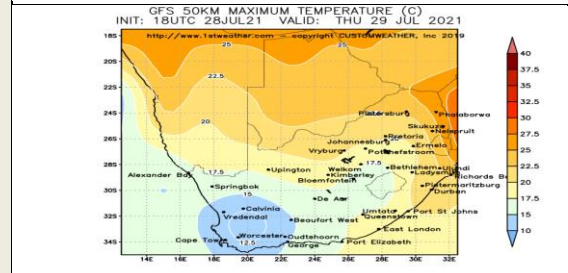 GFS 50KM MAXIMUM TEMPERATURE (C)
INIT: 18UTC 28JUL21 VALID: THU 29 JUL 2021
http://www.1stweather.com – copyright CUSTOMWEATHER, Inc 2019
18S
20S
22S
24S
26S
28S
30S
32S
34S
14E 16E 18E 20E 22E 24E 26E 28E 30E 32E
25
25
22.5
20
17.5
17.5
15
12.5
Phalaborwa
Skukuza
Nelspruit
Pretoria
Johannesburg
Ermelo
Potchefstroom
Vryburg
Welkom
Bethlehem
Ulundi
Ladysmith
Kimberley
Bloemfontein
Upington
Alexander Bay
Springbok
Pietermaritzburg
Durban
De Aar
Calvinia
Vredendal
Beaufort West
Umtata
Port St Johns
Queenstown
East London
Worcester
Oudtshoorn
Cape Town
George
Port Elizabeth
40
37.5
35
32.5
30
27.5
25
22.5
20
17.5
15
12.5
10